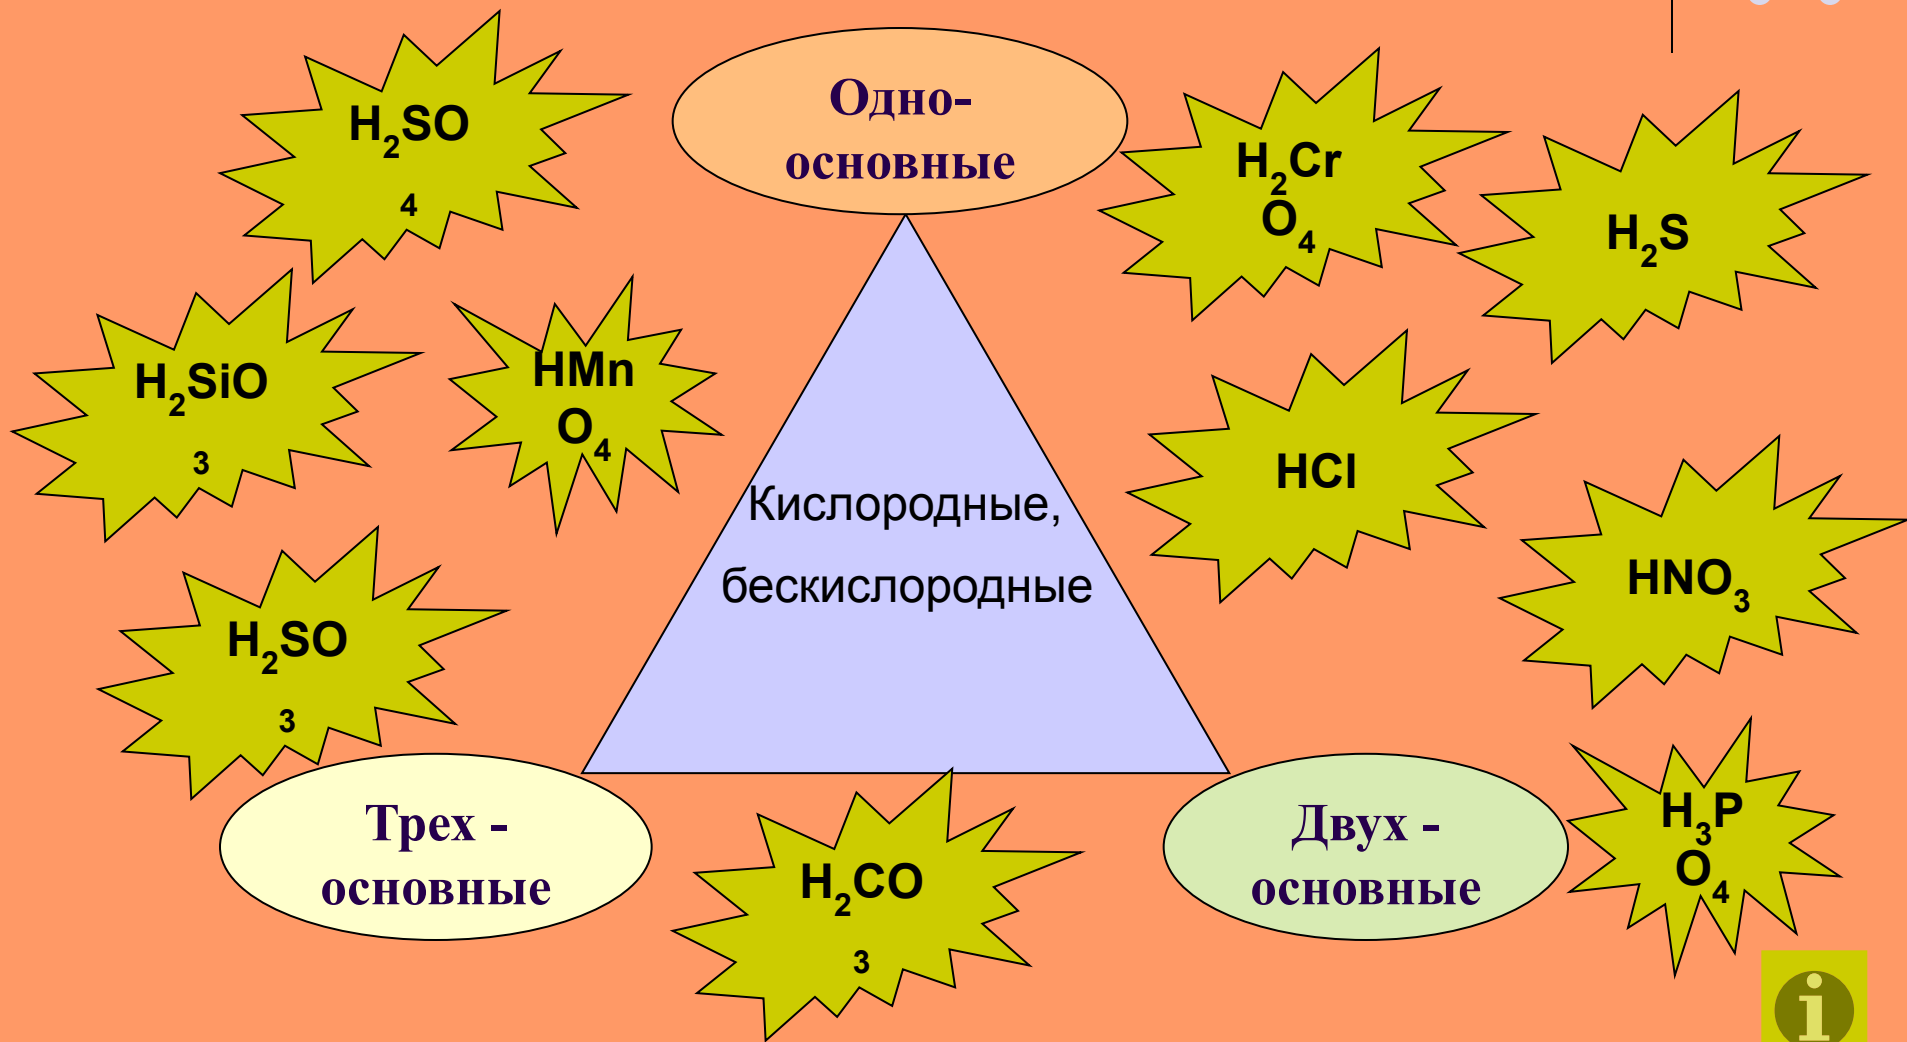 H₂SO
₄
Одно-
основные
H₂Cr
O₄
H₂S
H₂SiO
₃
HMn
O₄
HCl
Кислородные,
бескислородные
HNO₃
H₂SO
₃
Трех -
основные
H₂CO
₃
Двух -
основные
H₃P
O₄
i